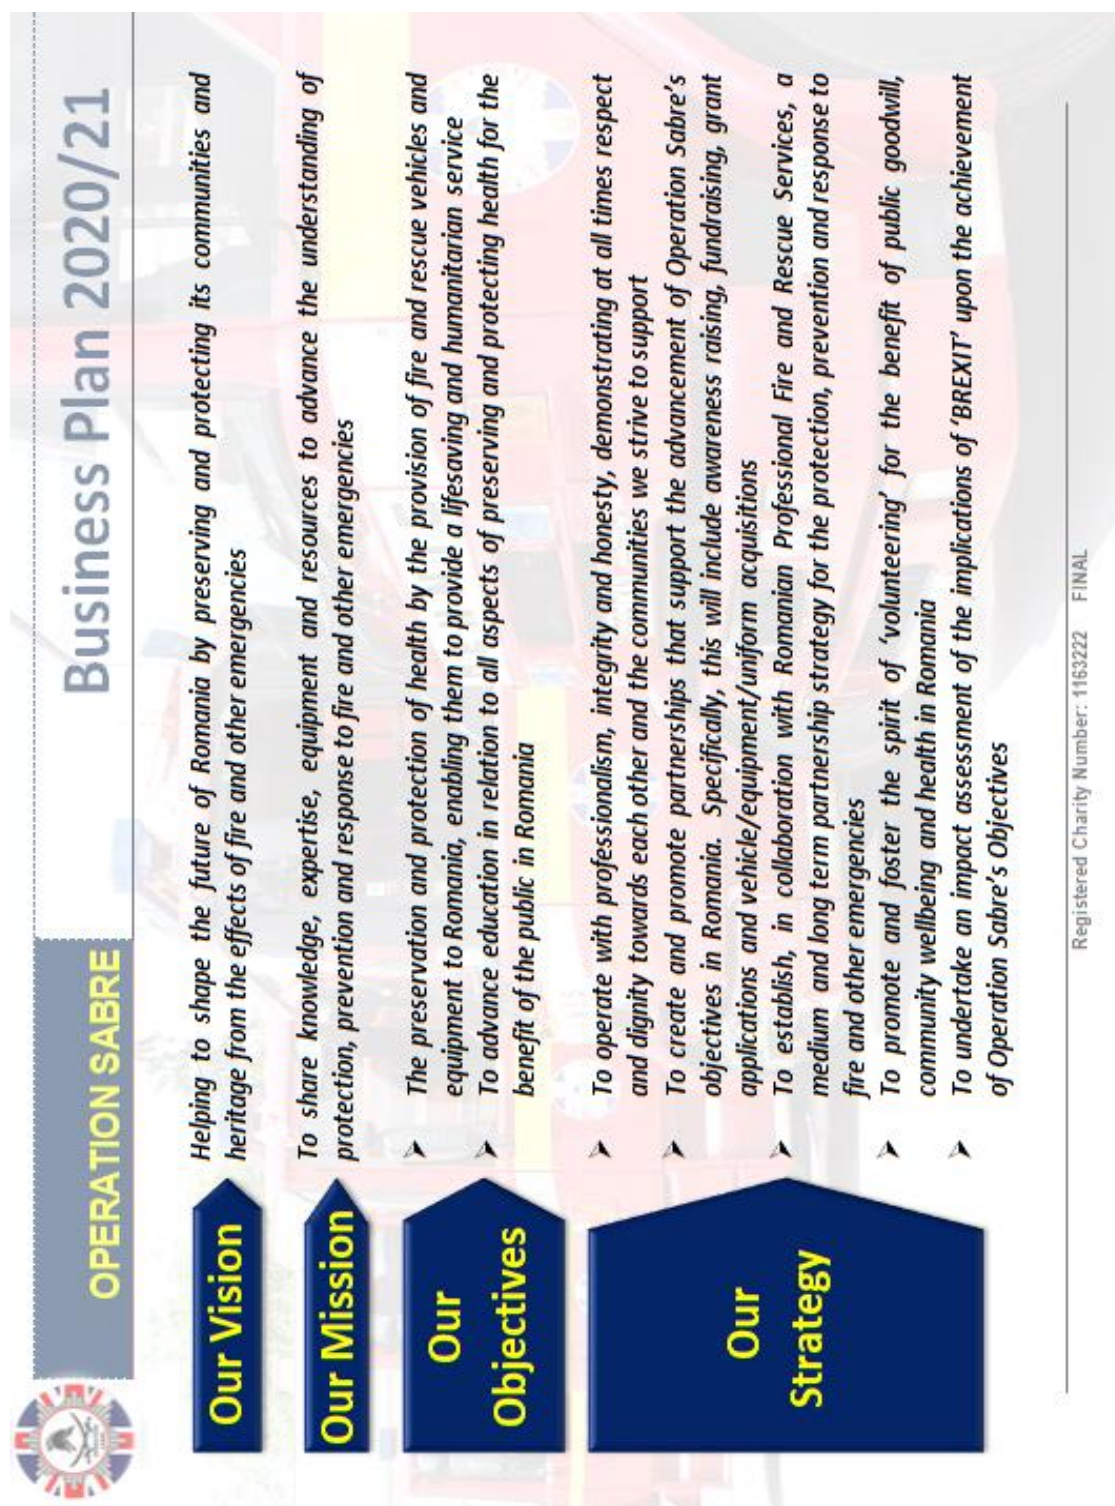 OPERATION SABRE
Business Plan 2020/21
Our Vision
Helping to shape the future of Romania by preserving and protecting its communities and
heritage from the effects of fire and other emergencies
Our Mission
To share knowledge, expertise, equipment and resources to advance the understanding of
protection, prevention and response to fire and other emergencies
Our
Objectives
➢ The preservation and protection of health by the provision of fire and rescue vehicles and
equipment to Romania, enabling them to provide a lifesaving and humanitarian service
➢ To advance education in relation to all aspects of preserving and protecting health for the
benefit of the public in Romania
Our
Strategy
➢ To operate with professionalism, integrity and honesty, demonstrating at all times respect
and dignity towards each other and the communities we strive to support
➢ To create and promote partnerships that support the advancement of Operation Sabre's
objectives in Romania. Specifically, this will include awareness raising, fundraising, grant
applications and vehicle/equipment/uniform acquisitions
➢ To establish, in collaboration with Romanian Professional Fire and Rescue Services, a
medium and long term partnership strategy for the protection, prevention and response to
fire and other emergencies
➢ To promote and foster the spirit of 'volunteering' for the benefit of public goodwill,
community wellbeing and health in Romania
➢ To undertake an impact assessment of the implications of 'BREXIT' upon the achievement
of Operation Sabre's Objectives
Registered Charity Number: 1163222 FINAL